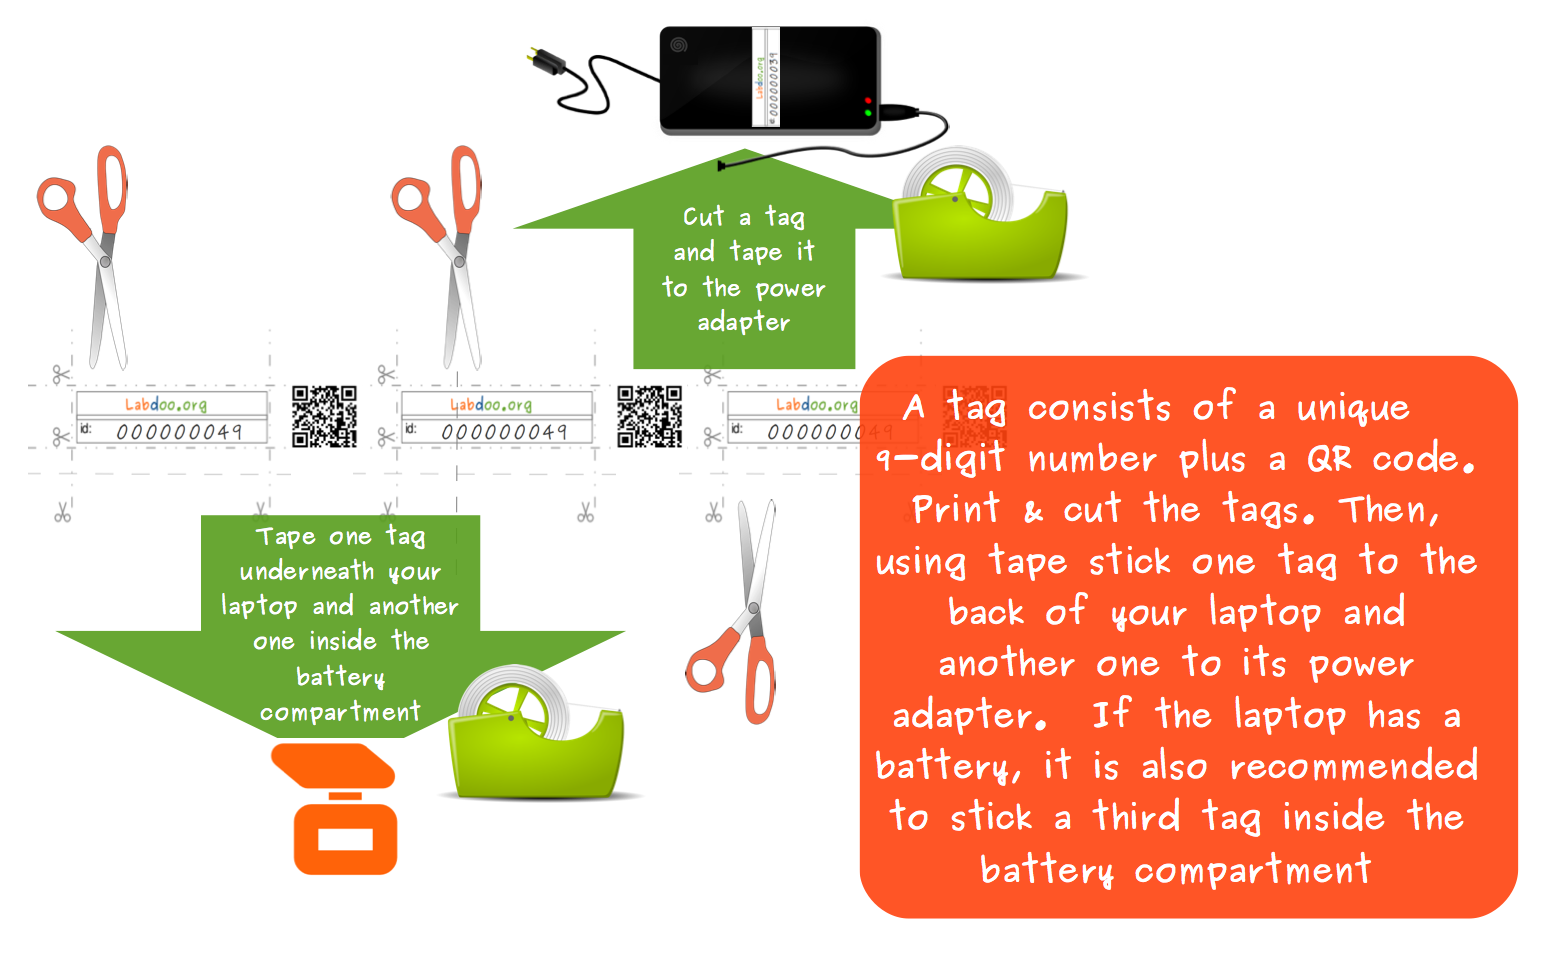 Labdoo.org
id: 000000039
Cut a tag
and tape it
to the power
adapter
Labdoo.org
id: 000000049
Labdoo.org
id: 000000049
Labdoo.org
id: 000000049
Tape one tag
underneath your
laptop and another
one inside the
battery
compartment
A tag consists of a unique
9-digit number plus a QR code.
Print & cut the tags. Then,
using tape stick one tag to the
back of your laptop and
another one to its power
adapter. If the laptop has a
battery, it is also recommended
to stick a third tag inside the
battery compartment